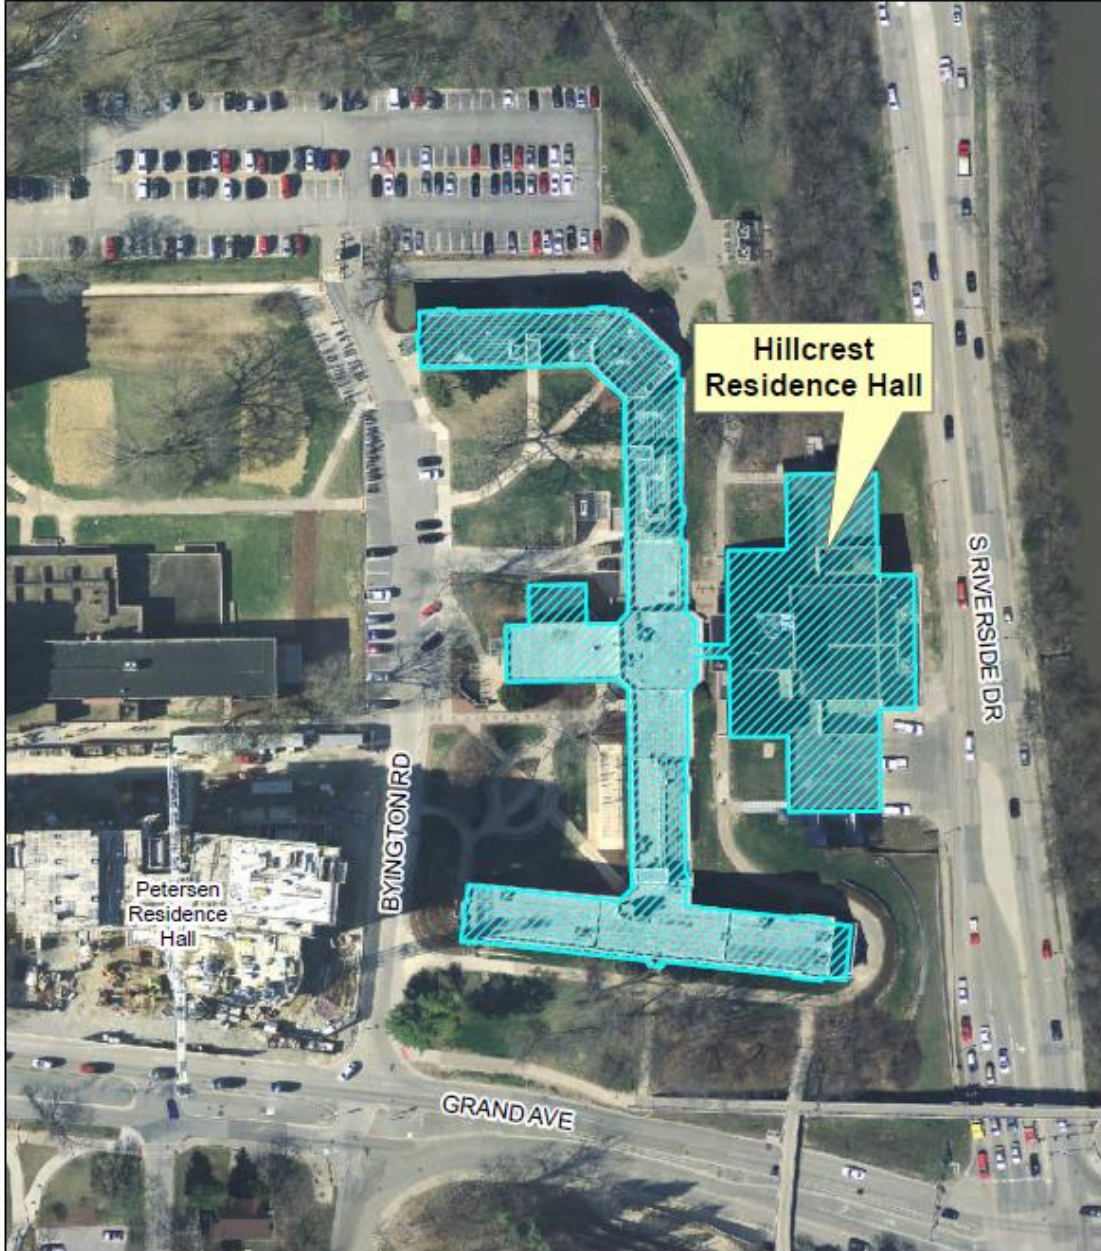 Hillcrest
Residence Hall
S RIVERSIDE DR
BYINGTON RD
Petersen
Residence
Hall
GRAND AVE